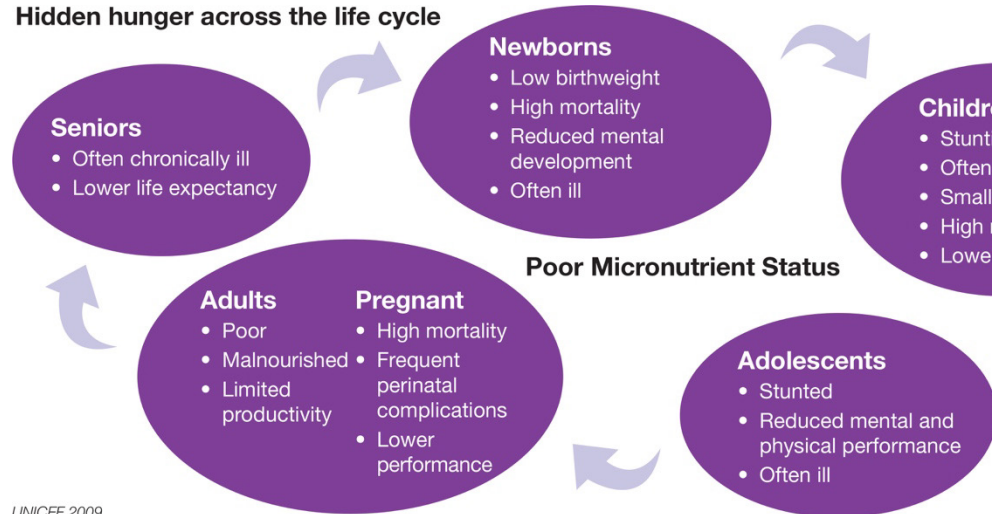 Hidden hunger across the life cycle
Newborns
• Low birthweight
• High mortality
• Reduced mental
development
• Often ill
Seniors
• Often chronically ill
• Lower life expectancy
• Often
• High
Poor Micronutrient Status
Adults
• Poor
• Malnourished
• Limited
productivity
Pregnant
• High mortality
• Frequent
perinatal
complications
• Lower
performance
Adolescents
• Stunted
• Reduced mental and
physical performance
• Often ill
UNICEF 2009